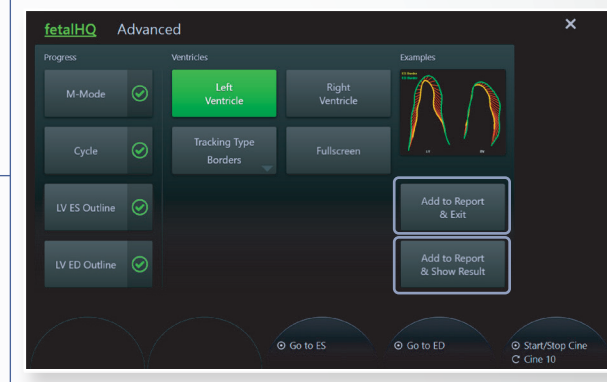 fetalHQ Advanced
Progress
Ventricles
Examples
M-Mode
Left
Ventricle
Right
Ventricle
Cycle
Tracking Type
Borders
Fullscreen
LV ES Outline
Add to Report
& Exit
LV ED Outline
Add to Report
& Show Result
Go to ES
Go to ED
Start/Stop Cine
Cine 10